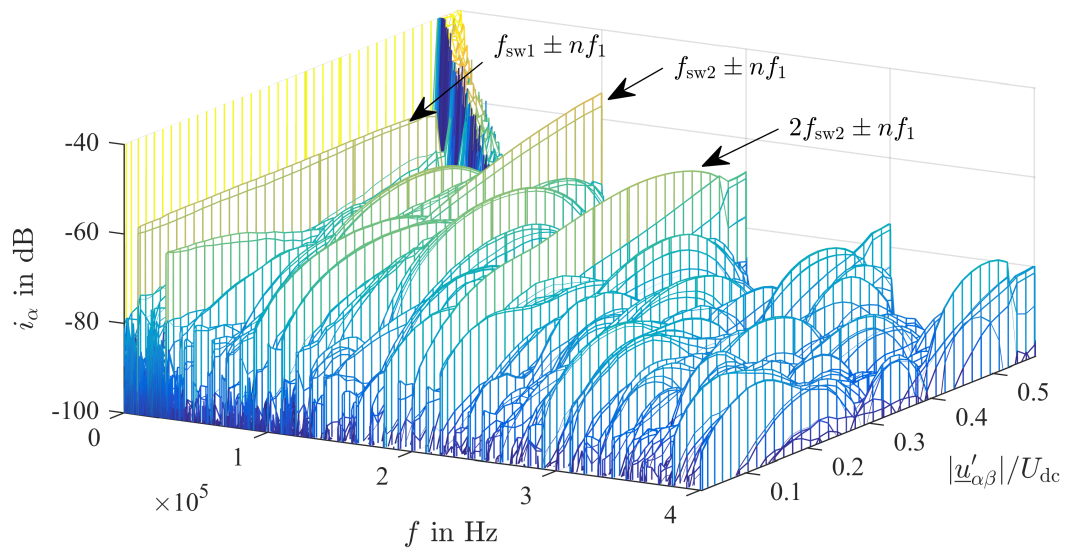 f_sw1 ± nf_1
f_sw2 ± nf_1
2f_sw2 ± nf_1
-40
-60
-80
-100
i_α in dB
0
1
2
3
4
×10^5
f in Hz
0.1
0.2
0.3
0.4
0.5
|u′_αβ|/U_dc